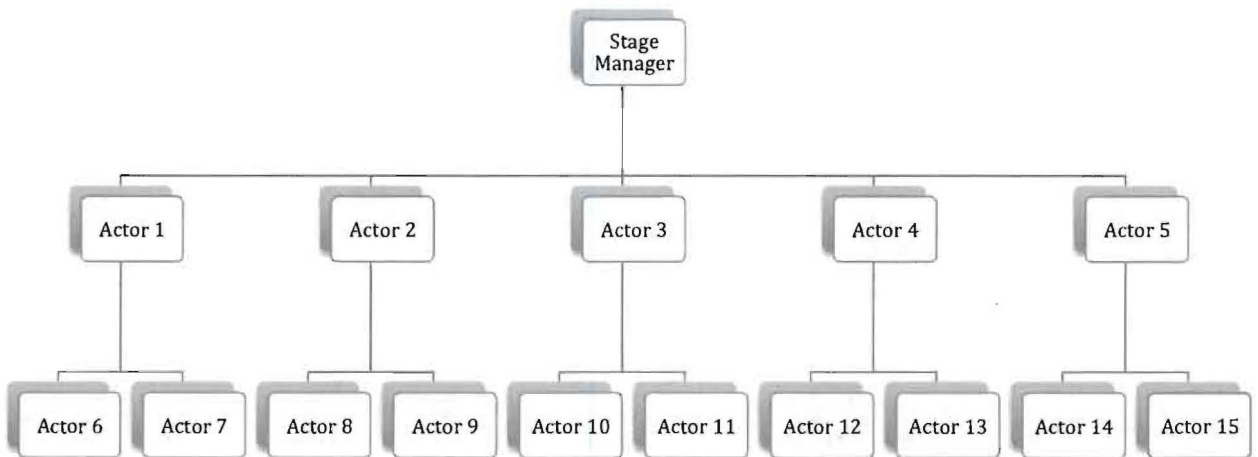 Stage
Manager
Actor 1
Actor 2
Actor 3
Actor 4
Actor 5
Actor 6
Actor 7
Actor 8
Actor 9
Actor 10
Actor 11
Actor 12
Actor 13
Actor 14
Actor 15